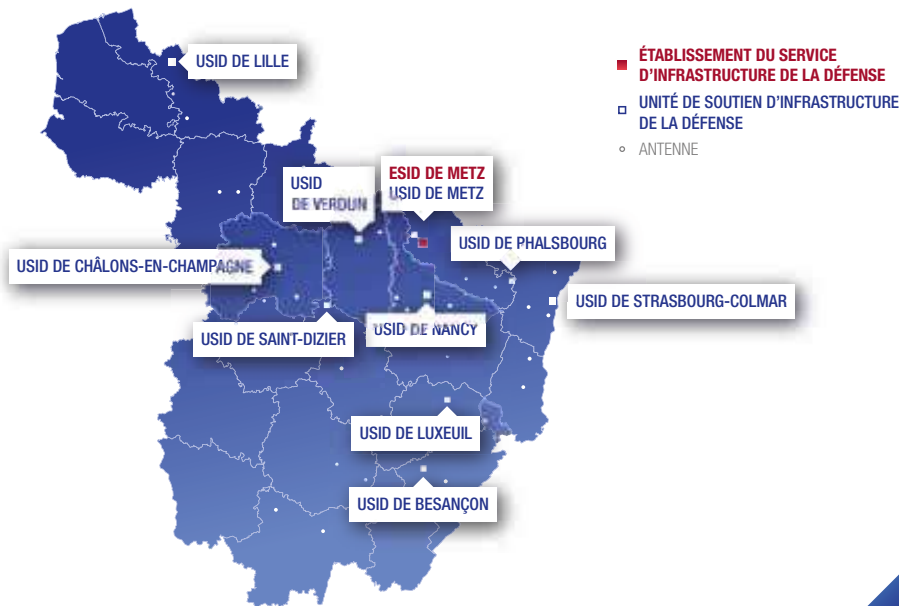 USID DE LILLE
ÉTABLISSEMENT DU SERVICE
D'INFRASTRUCTURE DE LA DÉFENSE
UNITÉ DE SOUTIEN D'INFRASTRUCTURE
DE LA DÉFENSE
ANTENNE
ESID DE METZ
USID DE METZ
USID
DE VERDUN
USID DE PHALSBOURG
USID DE CHÂLONS-EN-CHAMPAGNE
USID DE STRASBOURG-COLMAR
USID DE SAINT-DIZIER
USID DE NANCY
USID DE LUXEUIL
USID DE BESANÇON